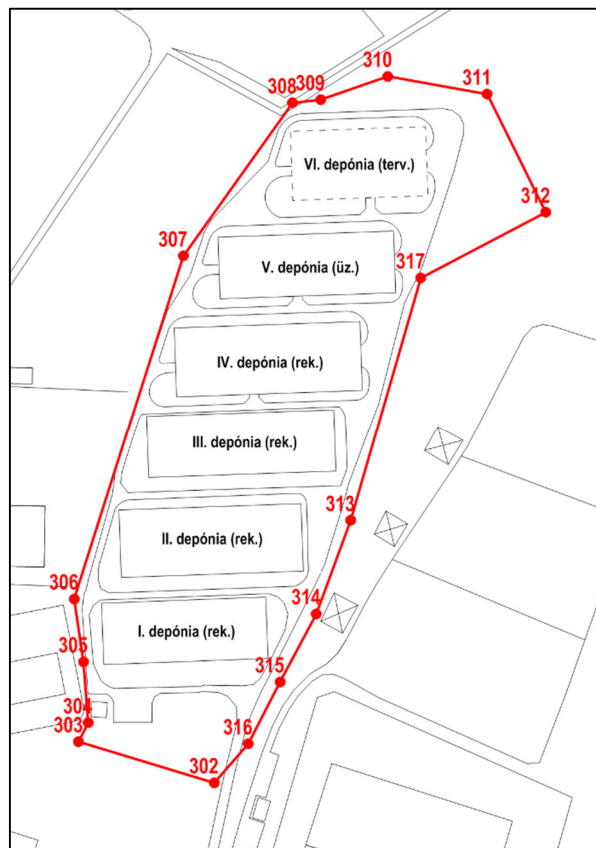 310
308 309
311
VI. depónia (terv.)
312
307
317
V. depónia (üz.)
IV. depónia (rek.)
III. depónia (rek.)
313
II. depónia (rek.)
306
314
I. depónia (rek.)
305
315
304
303
316
302